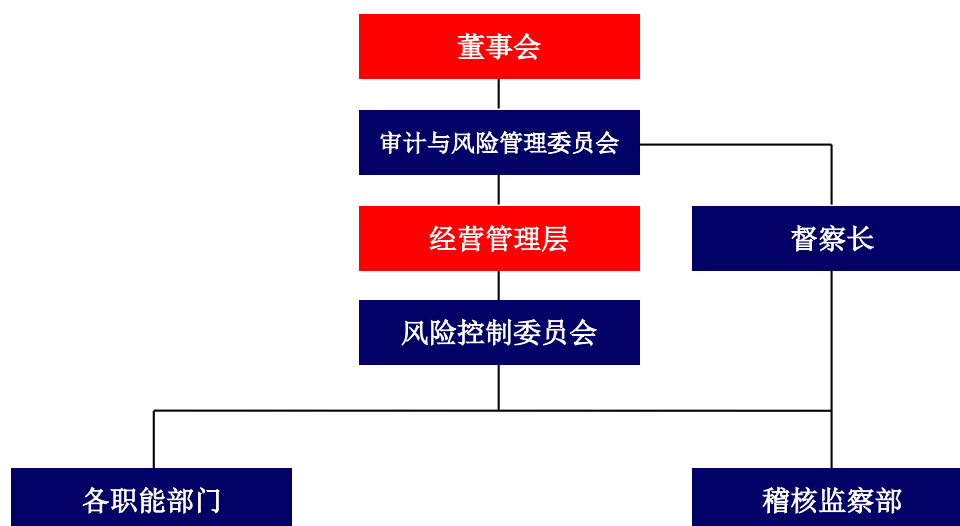 董事会
审计与风险管理委员会
经营管理层
督察长
风险控制委员会
各职能部门
稽核监察部